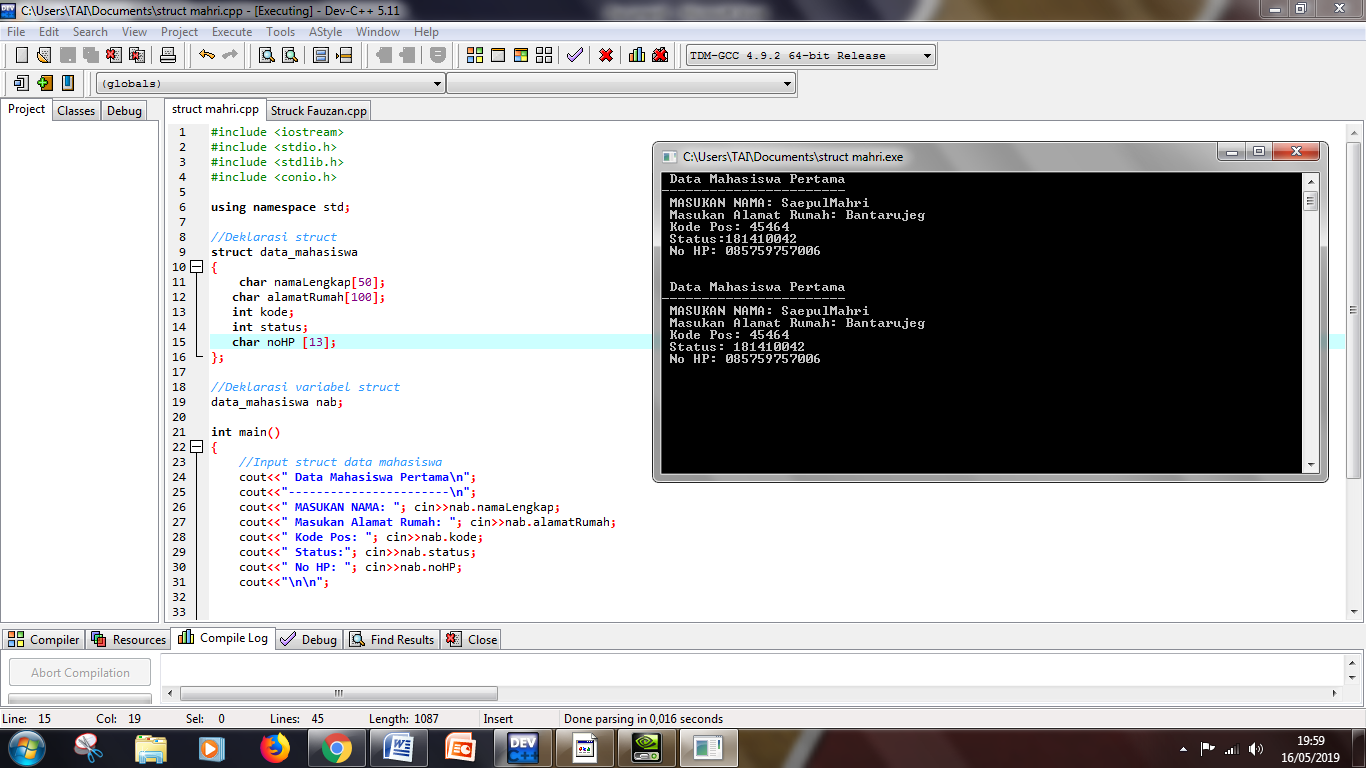 C:\Users\TAI\Documents\struct mahri.cpp - [Executing] - Dev-C++ 5.11
File Edit Search View Project Execute Tools AStyle Window Help
TDM-GCC 4.9.2 64-bit Release
(globals)
Project Classes Debug
struct mahri.cpp Struck Fauzan.cpp
1 #include <iostream>
2 #include <stdio.h>
3 #include <stdlib.h>
4 #include <conio.h>
5
6 using namespace std;
7
8 //Deklarasi struct
9 struct data_mahasiswa
10 {
11 char namaLengkap[50];
12 char alamatRumah[100];
13 int kode;
14 int status;
15 char noHP [13];
16 };
17
18 //Deklarasi variabel struct
19 data_mahasiswa nab;
20
21 int main()
22 {
23 //Input struct data mahasiswa
24 cout<<" Data Mahasiswa Pertama\n";
25 cout<<"-----------------------\n";
26 cout<<" MASUKAN NAMA: "; cin>>nab.namaLengkap;
27 cout<<" Masukan Alamat Rumah: "; cin>>nab.alamatRumah;
28 cout<<" Kode Pos: "; cin>>nab.kode;
29 cout<<" Status:"; cin>>nab.status;
30 cout<<" No HP: "; cin>>nab.noHP;
31 cout<<"\n\n";
32
33
C:\Users\TAI\Documents\struct mahri.exe
Data Mahasiswa Pertama
-----------------------
MASUKAN NAMA: SaepulMahri
Masukan Alamat Rumah: Bantarujeg
Kode Pos: 45464
Status:181410042
No HP: 085759757006
Data Mahasiswa Pertama
-----------------------
MASUKAN NAMA: SaepulMahri
Masukan Alamat Rumah: Bantarujeg
Kode Pos: 45464
Status: 181410042
No HP: 085759757006
Compiler Resources Compile Log Debug Find Results Close
Abort Compilation
Line: 15 Col: 19 Sel: 0 Lines: 45 Length: 1087 Insert Done parsing in 0,016 seconds
DEV C++
19:59
16/05/2019